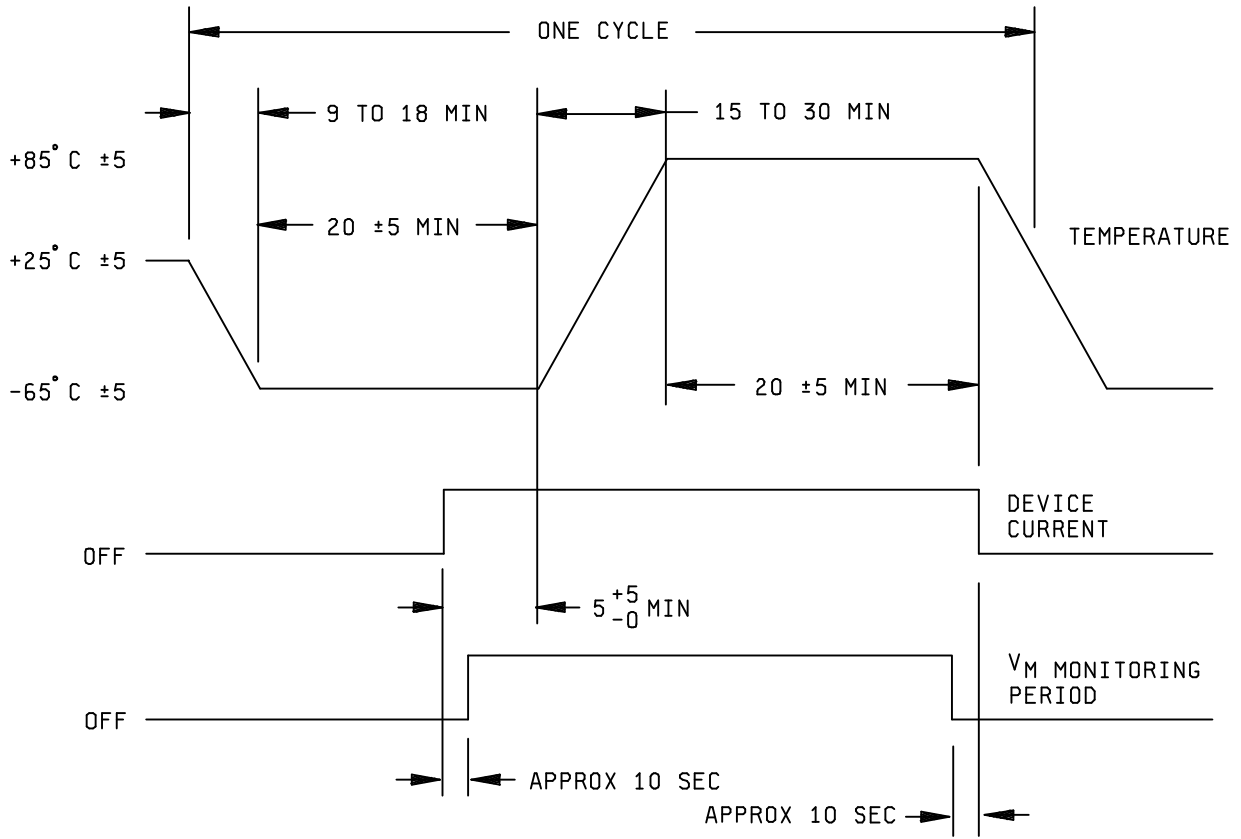 ONE CYCLE
9 TO 18 MIN
15 TO 30 MIN
+85°C ±5
20 ±5 MIN
TEMPERATURE
+25°C ±5
-65°C ±5
20 ±5 MIN
DEVICE
CURRENT
OFF
5 +5 -0 MIN
VM MONITORING
PERIOD
OFF
APPROX 10 SEC
APPROX 10 SEC